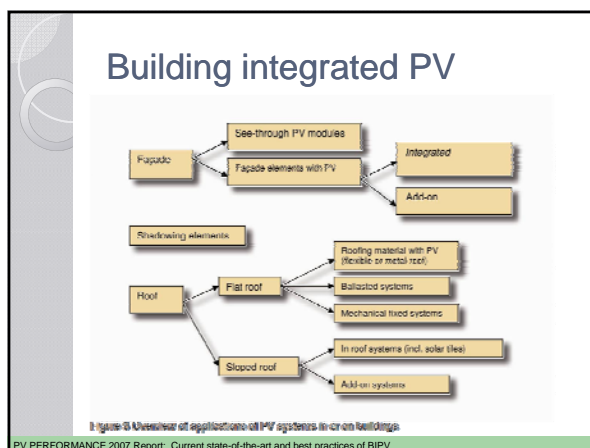 Building integrated PV
See-through PV modules
Façade
Façade elements with PV
Integrated
Add-on
Shadowing elements
Roofing material with PV
(flexible or metal roof)
Roof
Flat roof
Ballasted systems
Mechanical fixed systems
Sloped roof
In roof systems (incl. solar tiles)
Add-on systems
Overview of applications of PV systems in or on buildings
PV PERFORMANCE 2007 Report: Current state-of-the-art and best practices of BIPV